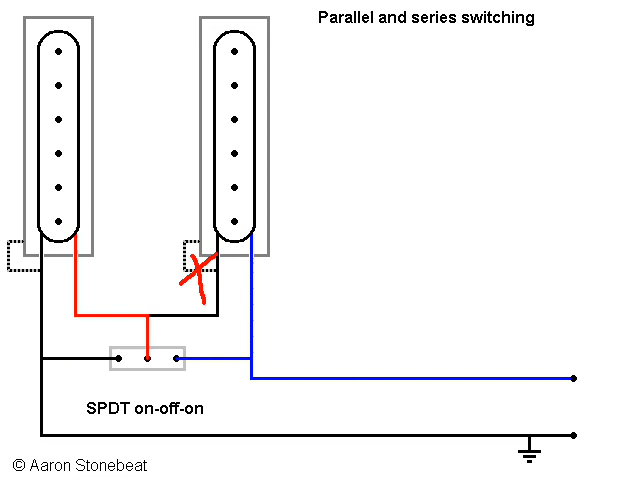 Parallel and series switching
SPDT on-off-on
© Aaron Stonebeat